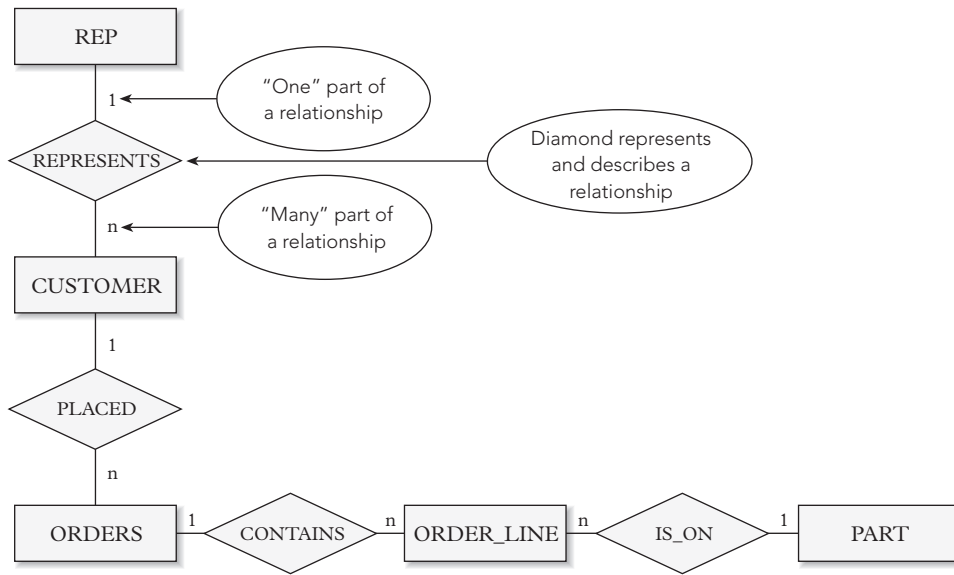 REP
1
“One” part of
a relationship
REPRESENTS
Diamond represents
and describes a
relationship
n
“Many” part of
a relationship
CUSTOMER
1
PLACED
n
ORDERS
1
CONTAINS
n
ORDER_LINE
n
IS_ON
1
PART